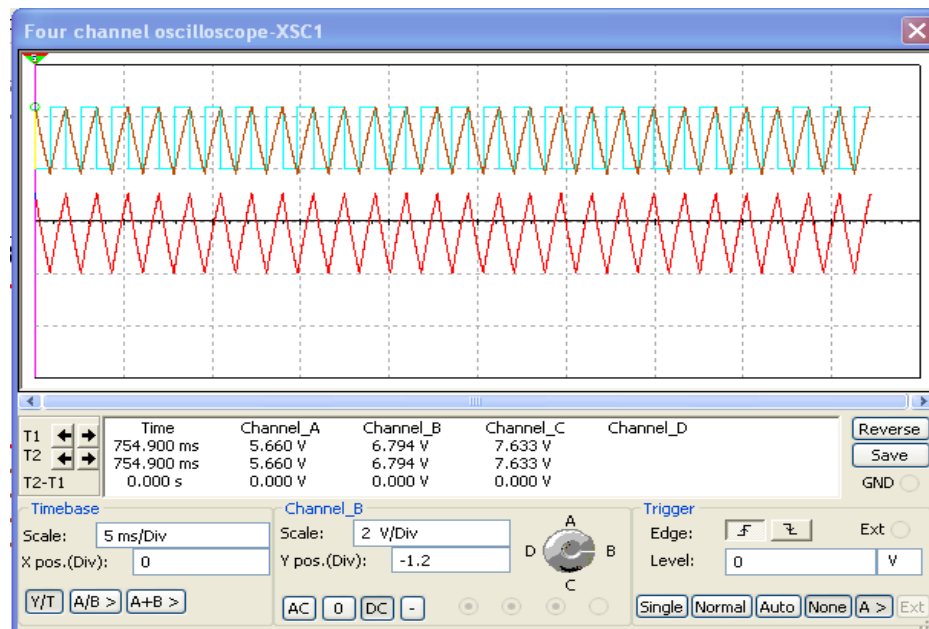 Four channel oscilloscope-XSC1
Time Channel_A Channel_B Channel_C Channel_D
T1 754.900 ms 5.660 V 6.794 V 7.633 V
T2 754.900 ms 5.660 V 6.794 V 7.633 V
T2-T1 0.000 s 0.000 V 0.000 V 0.000 V
Reverse
Save
GND
Timebase
Scale: 5 ms/Div
X pos.(Div): 0
Y/T A/B > A+B >
Channel_B
Scale: 2 V/Div
Y pos.(Div): -1.2
AC 0 DC -
A
D B
C
Trigger
Edge: Ext
Level: 0 V
Single Normal Auto None A > Ext